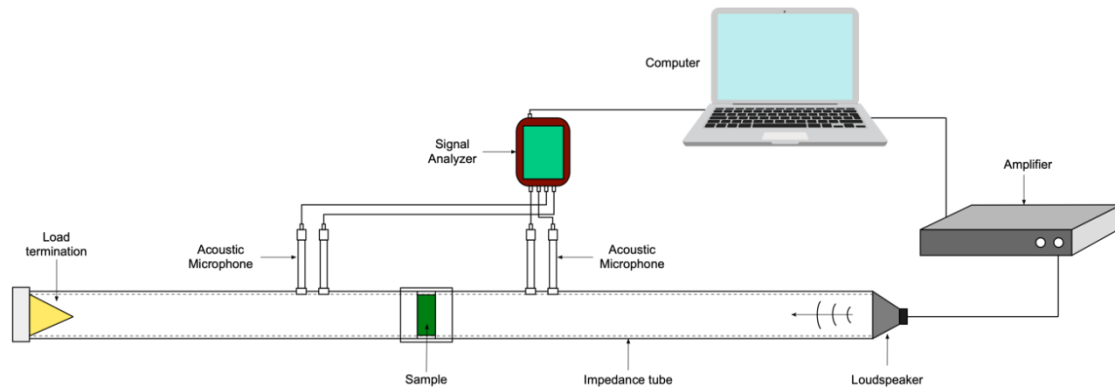 Computer
Signal
Analyzer
Amplifier
Load
termination
Acoustic
Microphone
Acoustic
Microphone
Sample
Impedance tube
Loudspeaker